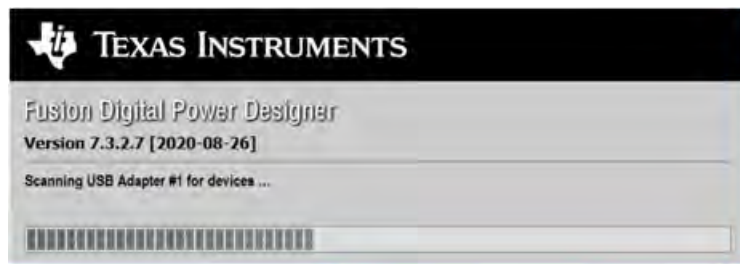 TEXAS INSTRUMENTS
Fusion Digital Power Designer
Version 7.3.2.7 [2020-08-26]
Scanning USB Adapter #1 for devices ...